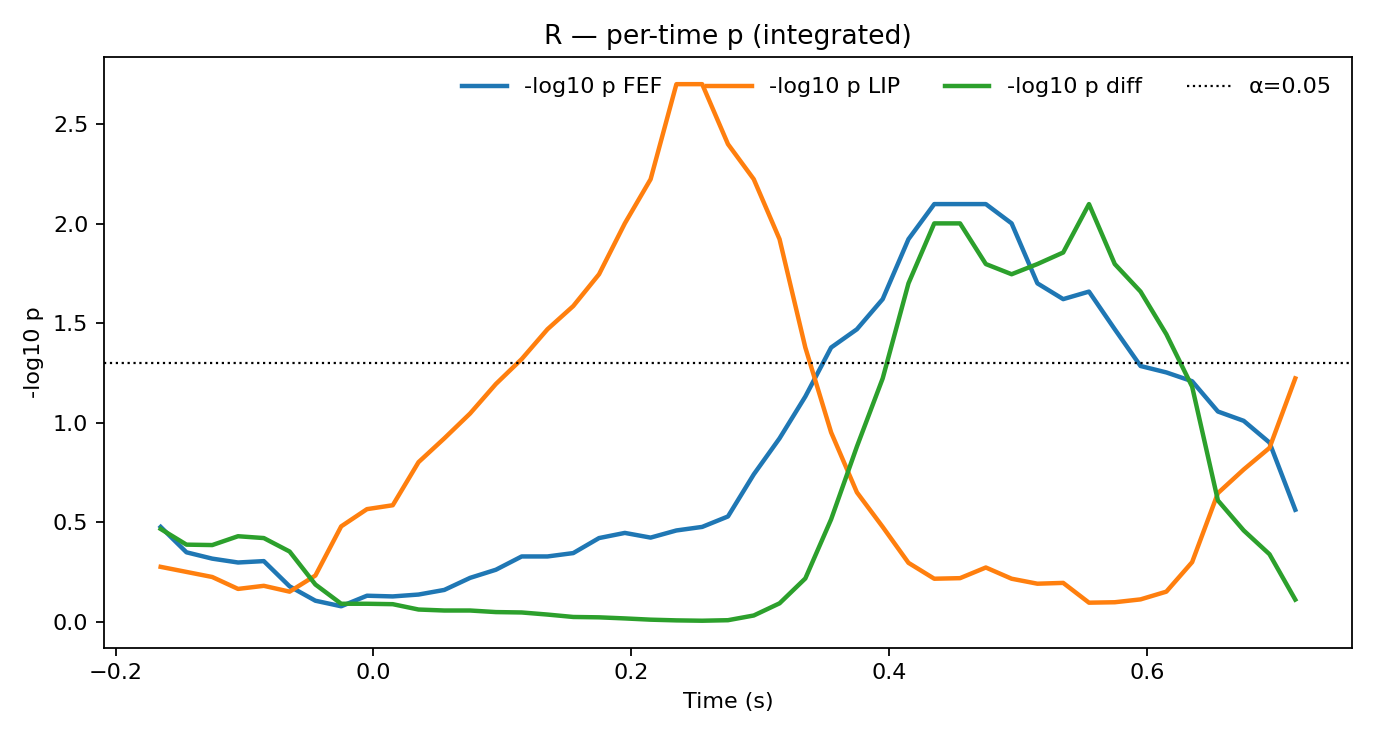 R — per-time p (integrated)
-log10 p FEF -log10 p LIP -log10 p diff α=0.05
-log10 p
2.5
2.0
1.5
1.0
0.5
0.0
−0.2 0.0 0.2 0.4 0.6
Time (s)